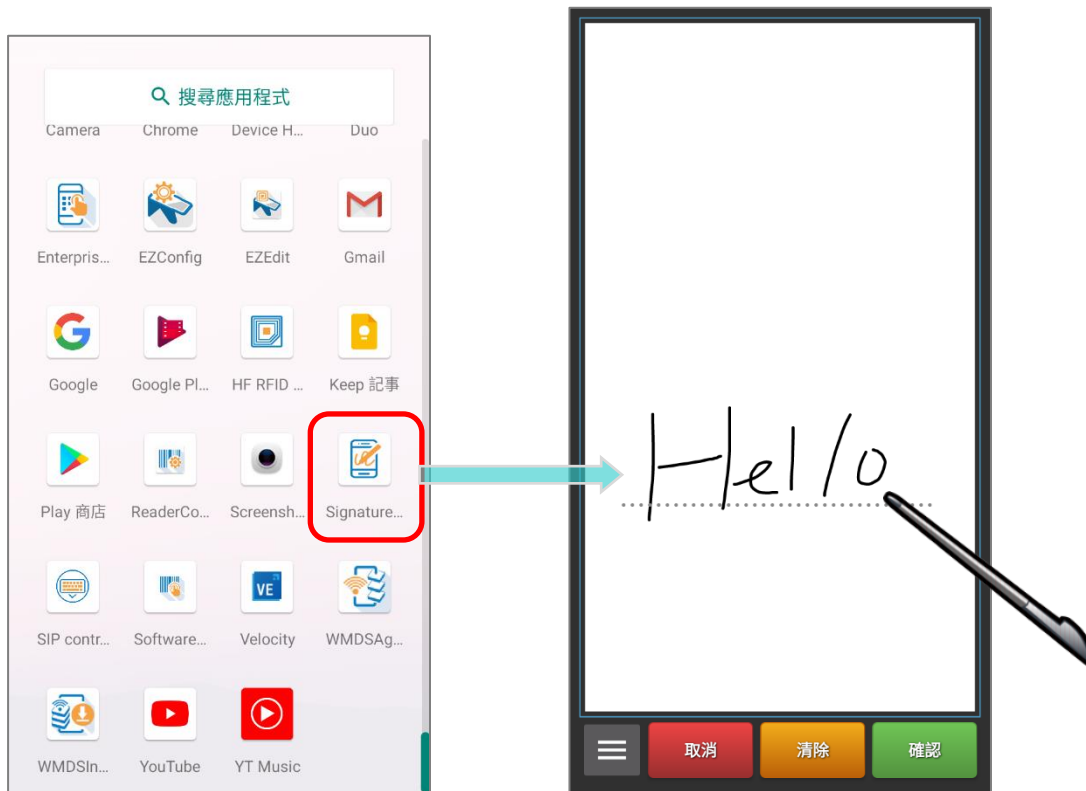 搜尋應用程式
Camera Chrome Device H... Duo
Enterpris... EZConfig EZEdit Gmail
Google Google Pl... HF RFID ... Keep 記事
Play 商店 ReaderCo... Screensh... Signature...
VE
SIP contr... Software... Velocity WMDSAg...
WMDSIn... YouTube YT Music
Hello
取消 清除 確認